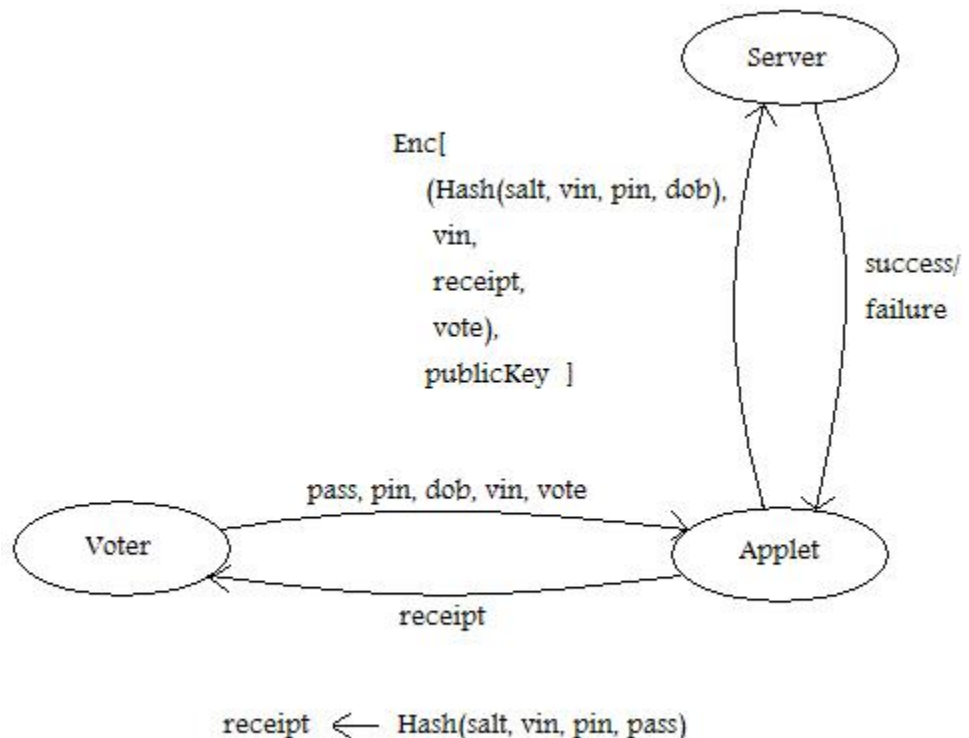 Server
Enc[
(Hash(salt, vin, pin, dob),
vin,
receipt,
vote),
publicKey ]
success/
failure
pass, pin, dob, vin, vote
Voter
Applet
receipt
receipt ← Hash(salt, vin, pin, pass)